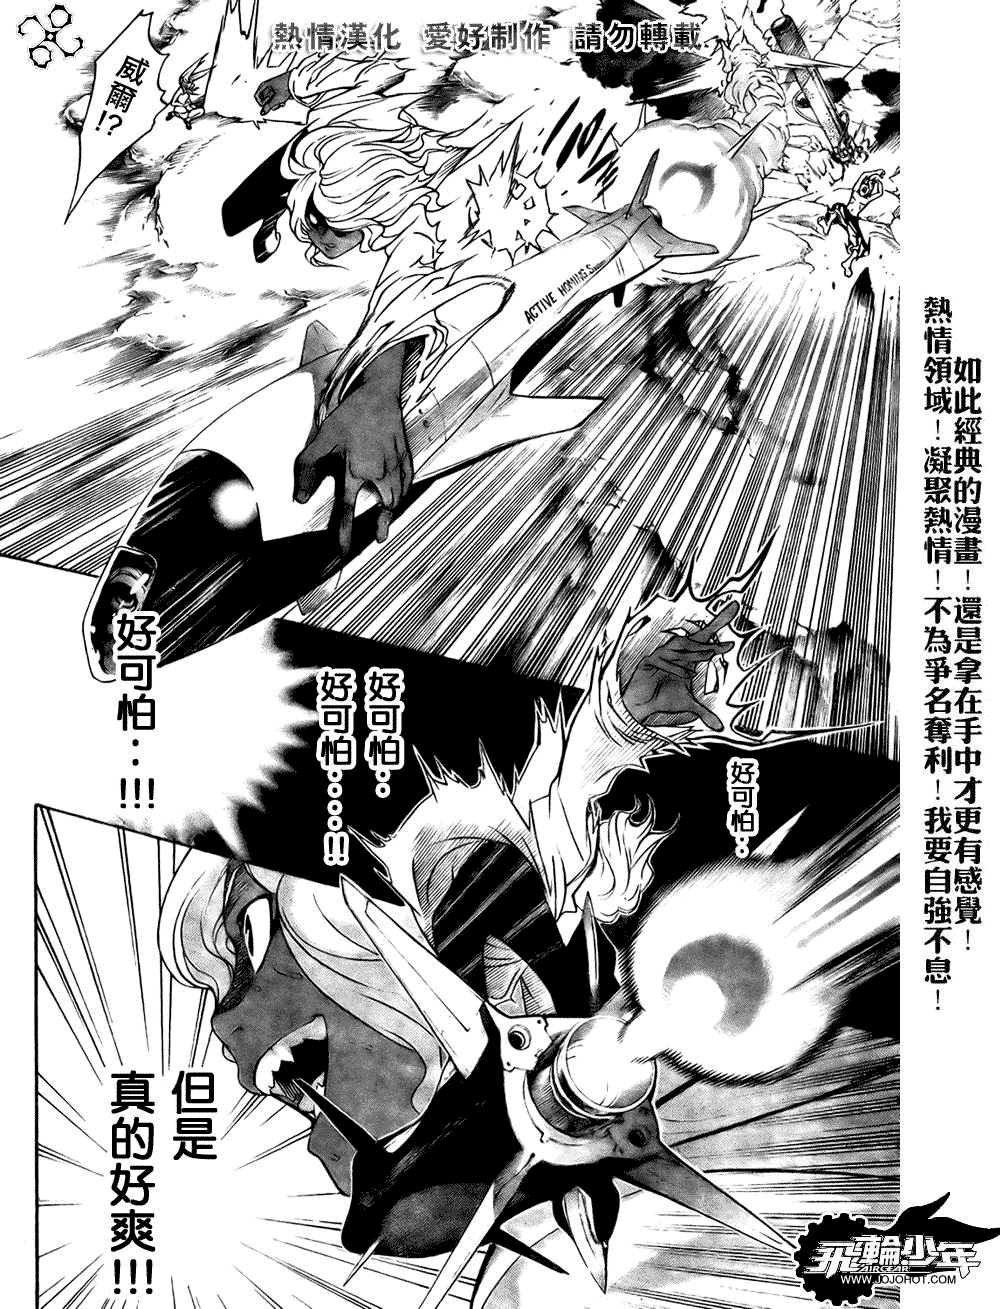 熱情漢化 愛好制作 請勿轉載
威爾!?
ACTIVE HOMING.S
好可怕..!!!
好可怕..
好可怕....!!
好可怕..
但是
真的好爽!!!
如此經典的漫畫！還是拿在手中才更有感覺！
熱情領域！凝聚熱情！不為爭名奪利！我要自強不息！
飛輪少年
AIRGEAR
WWW.JOJOHOT.COM